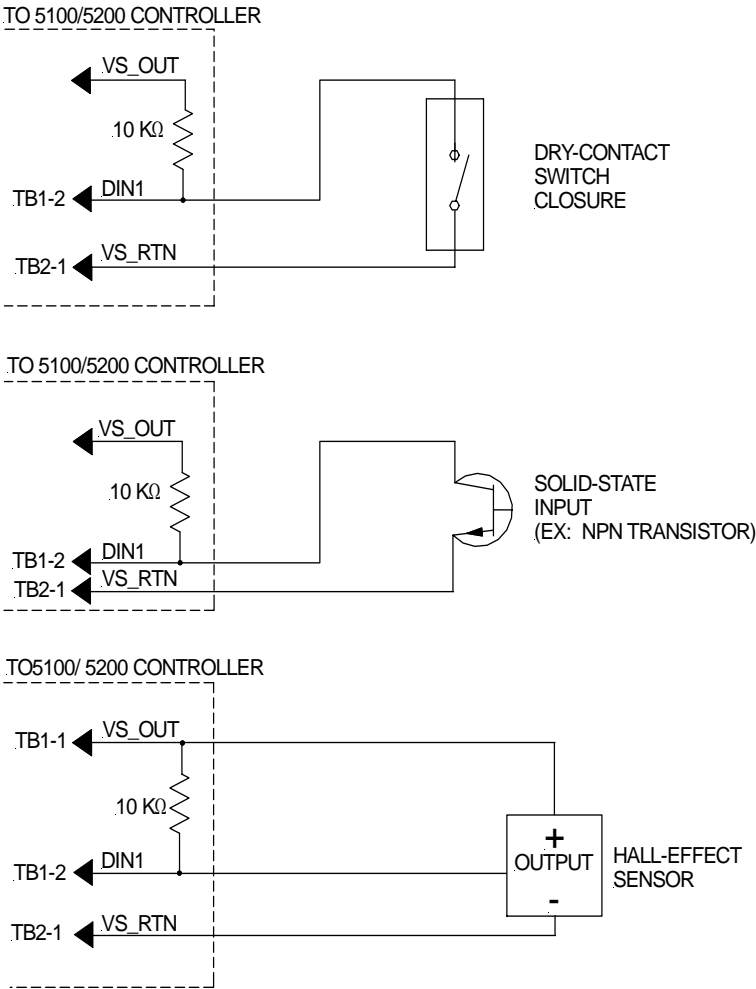 TO 5100/5200 CONTROLLER
VS_OUT
10 KΩ
DRY-CONTACT
SWITCH
CLOSURE
TB1-2
DIN1
TB2-1
VS_RTN
TO 5100/5200 CONTROLLER
VS_OUT
10 KΩ
SOLID-STATE
INPUT
(EX: NPN TRANSISTOR)
TB1-2
DIN1
TB2-1
VS_RTN
TO5100/ 5200 CONTROLLER
TB1-1
VS_OUT
10 KΩ
+
OUTPUT
-
HALL-EFFECT
SENSOR
TB1-2
DIN1
TB2-1
VS_RTN